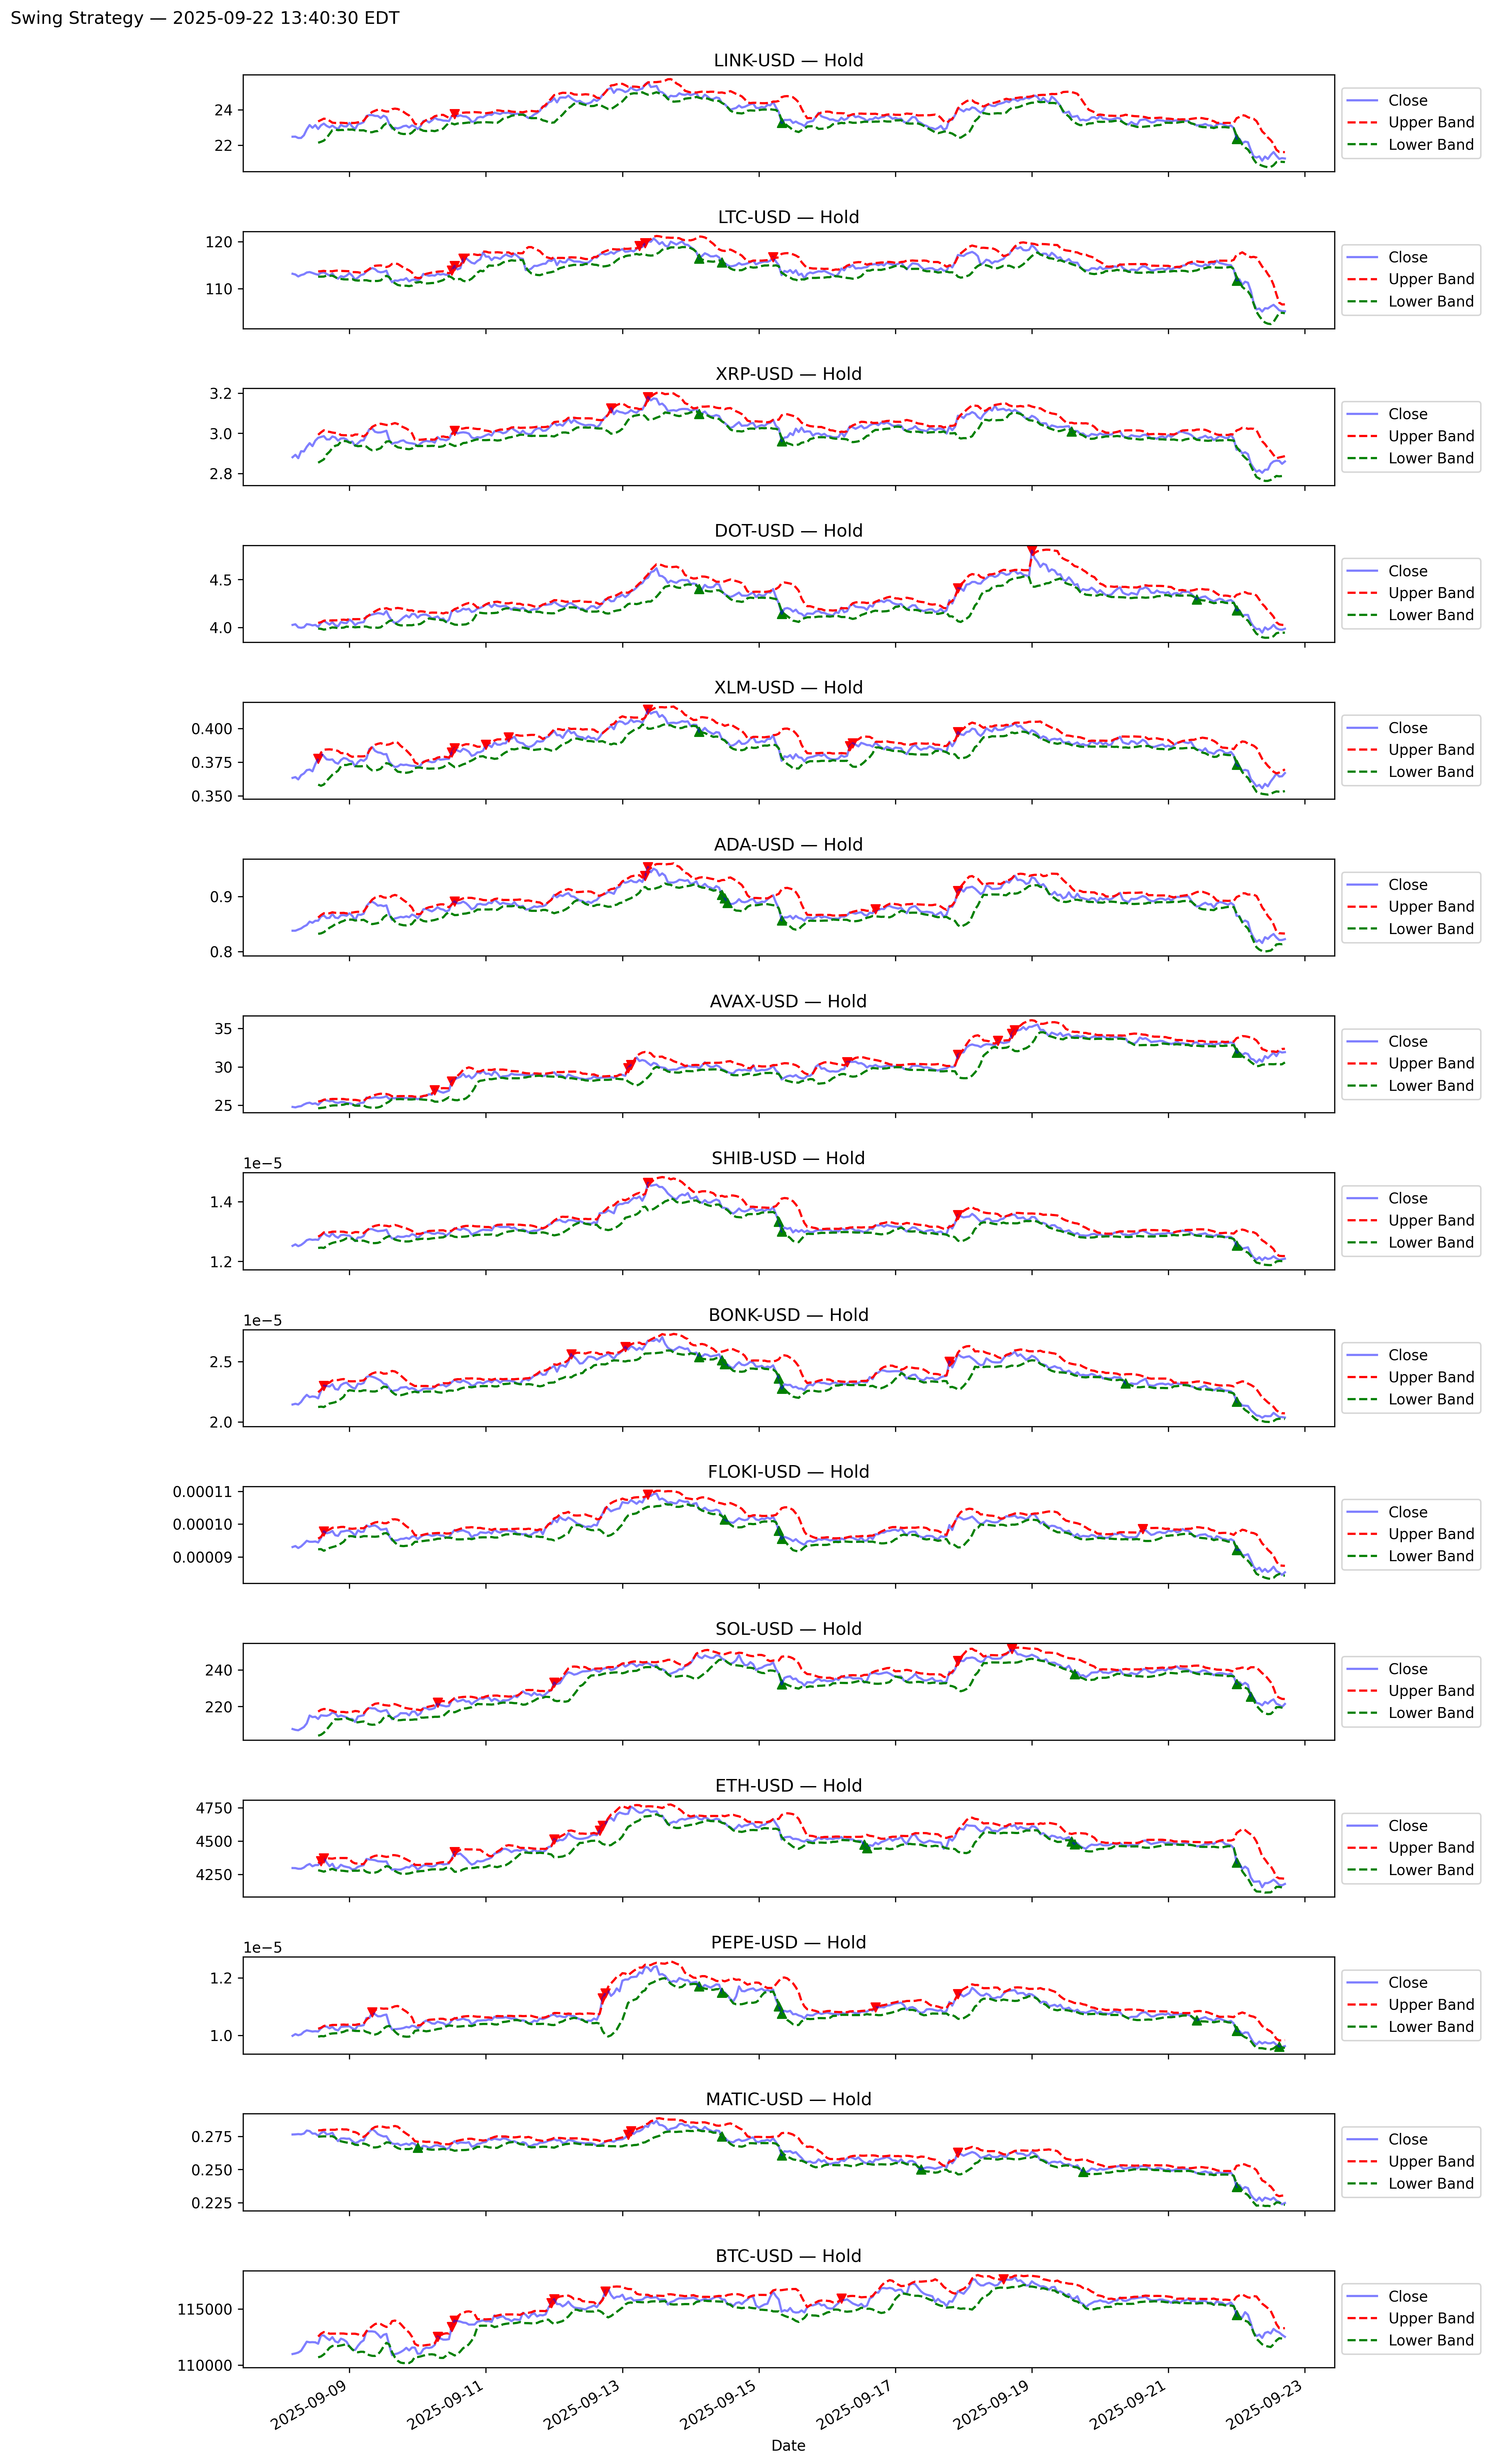 Swing Strategy — 2025-09-22 13:40:30 EDT
LINK-USD — Hold
24
22
Close
Upper Band
Lower Band
LTC-USD — Hold
120
110
Close
Upper Band
Lower Band
XRP-USD — Hold
3.2
3.0
2.8
Close
Upper Band
Lower Band
DOT-USD — Hold
4.5
4.0
Close
Upper Band
Lower Band
XLM-USD — Hold
0.400
0.375
0.350
Close
Upper Band
Lower Band
ADA-USD — Hold
0.9
0.8
Close
Upper Band
Lower Band
AVAX-USD — Hold
35
30
25
Close
Upper Band
Lower Band
SHIB-USD — Hold
1e−5
1.4
1.2
Close
Upper Band
Lower Band
BONK-USD — Hold
1e−5
2.5
2.0
Close
Upper Band
Lower Band
FLOKI-USD — Hold
0.00011
0.00010
0.00009
Close
Upper Band
Lower Band
SOL-USD — Hold
240
220
Close
Upper Band
Lower Band
ETH-USD — Hold
4750
4500
4250
Close
Upper Band
Lower Band
PEPE-USD — Hold
1e−5
1.2
1.0
Close
Upper Band
Lower Band
MATIC-USD — Hold
0.275
0.250
0.225
Close
Upper Band
Lower Band
BTC-USD — Hold
115000
110000
Close
Upper Band
Lower Band
2025-09-09
2025-09-11
2025-09-13
2025-09-15
2025-09-17
2025-09-19
2025-09-21
2025-09-23
Date